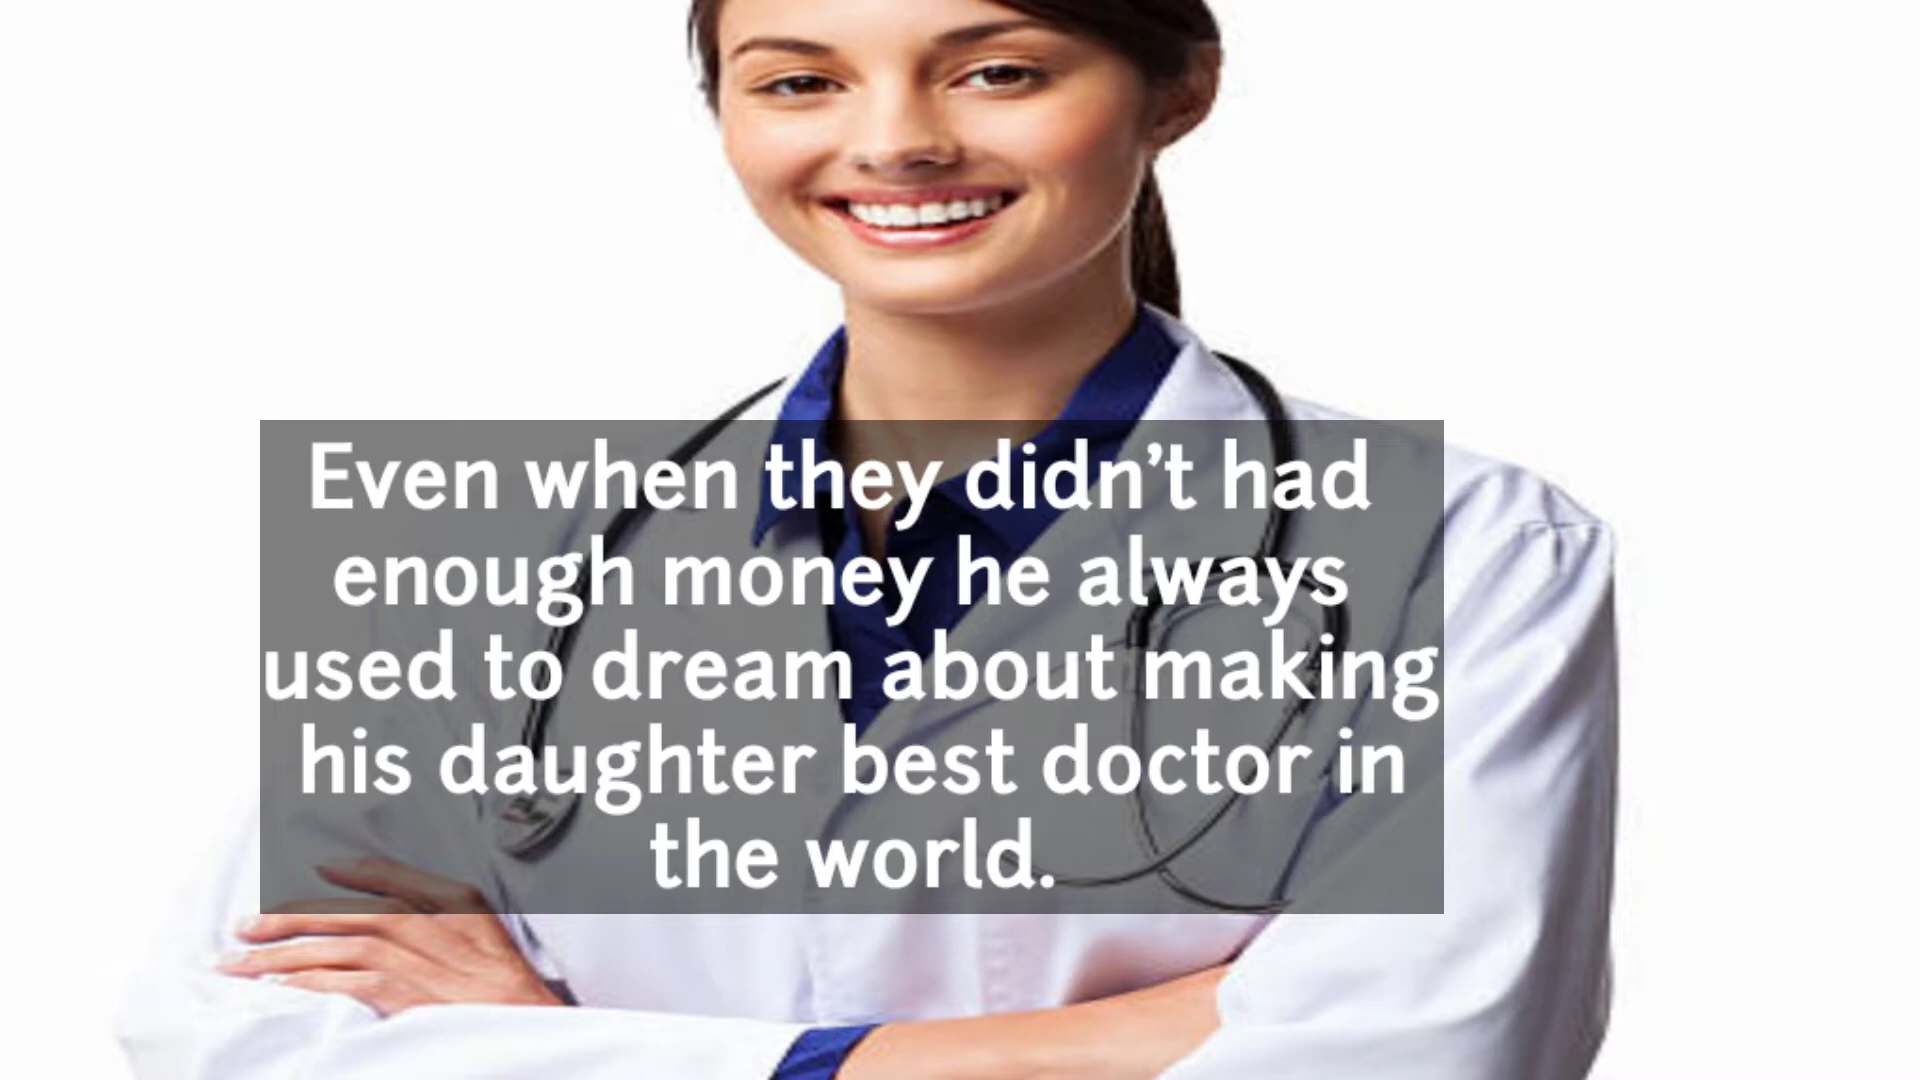 Even when they didn’t had
enough money he always
used to dream about making
his daughter best doctor in
the world.